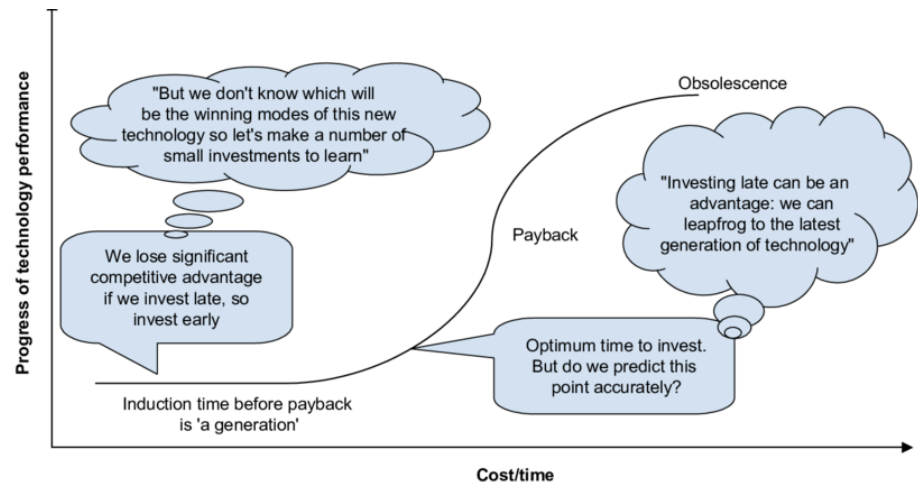 Progress of technology performance
"But we don't know which will
be the winning modes of this new
technology so let's make a number of
small investments to learn"
We lose significant
competitive advantage
if we invest late, so
invest early
Induction time before payback
is 'a generation'
Obsolescence
Payback
"Investing late can be an
advantage: we can
leapfrog to the latest
generation of technology"
Optimum time to invest.
But do we predict this
point accurately?
Cost/time